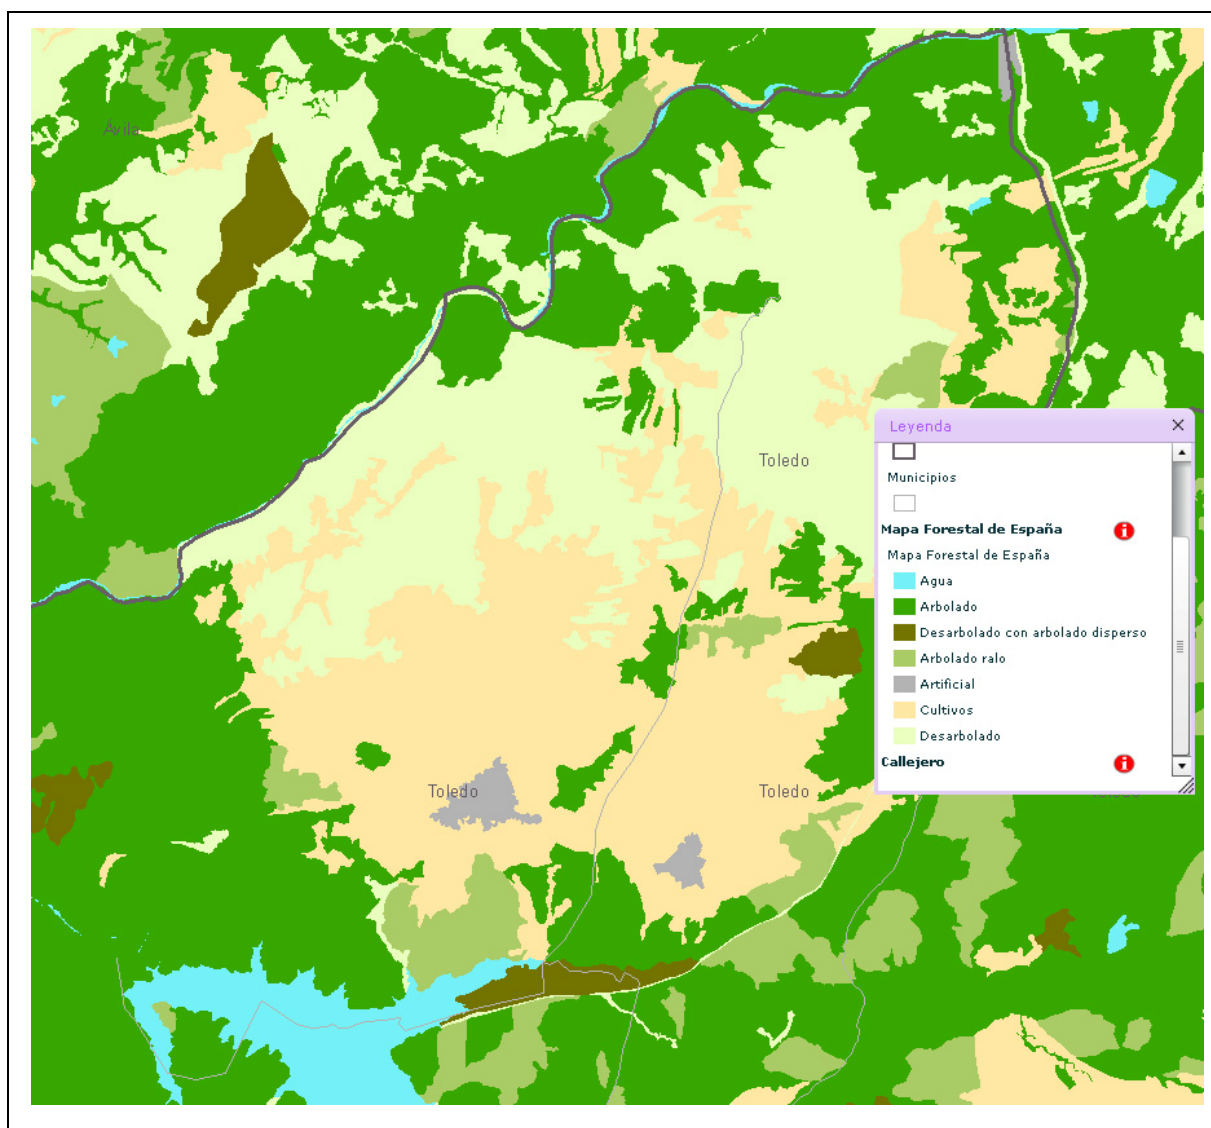 Ávila
Toledo
Toledo
Toledo
Leyenda
Municipios
Mapa Forestal de España
Mapa Forestal de España
Agua
Arbolado
Desarbolado con arbolado disperso
Arbolado ralo
Artificial
Cultivos
Desarbolado
Callejero